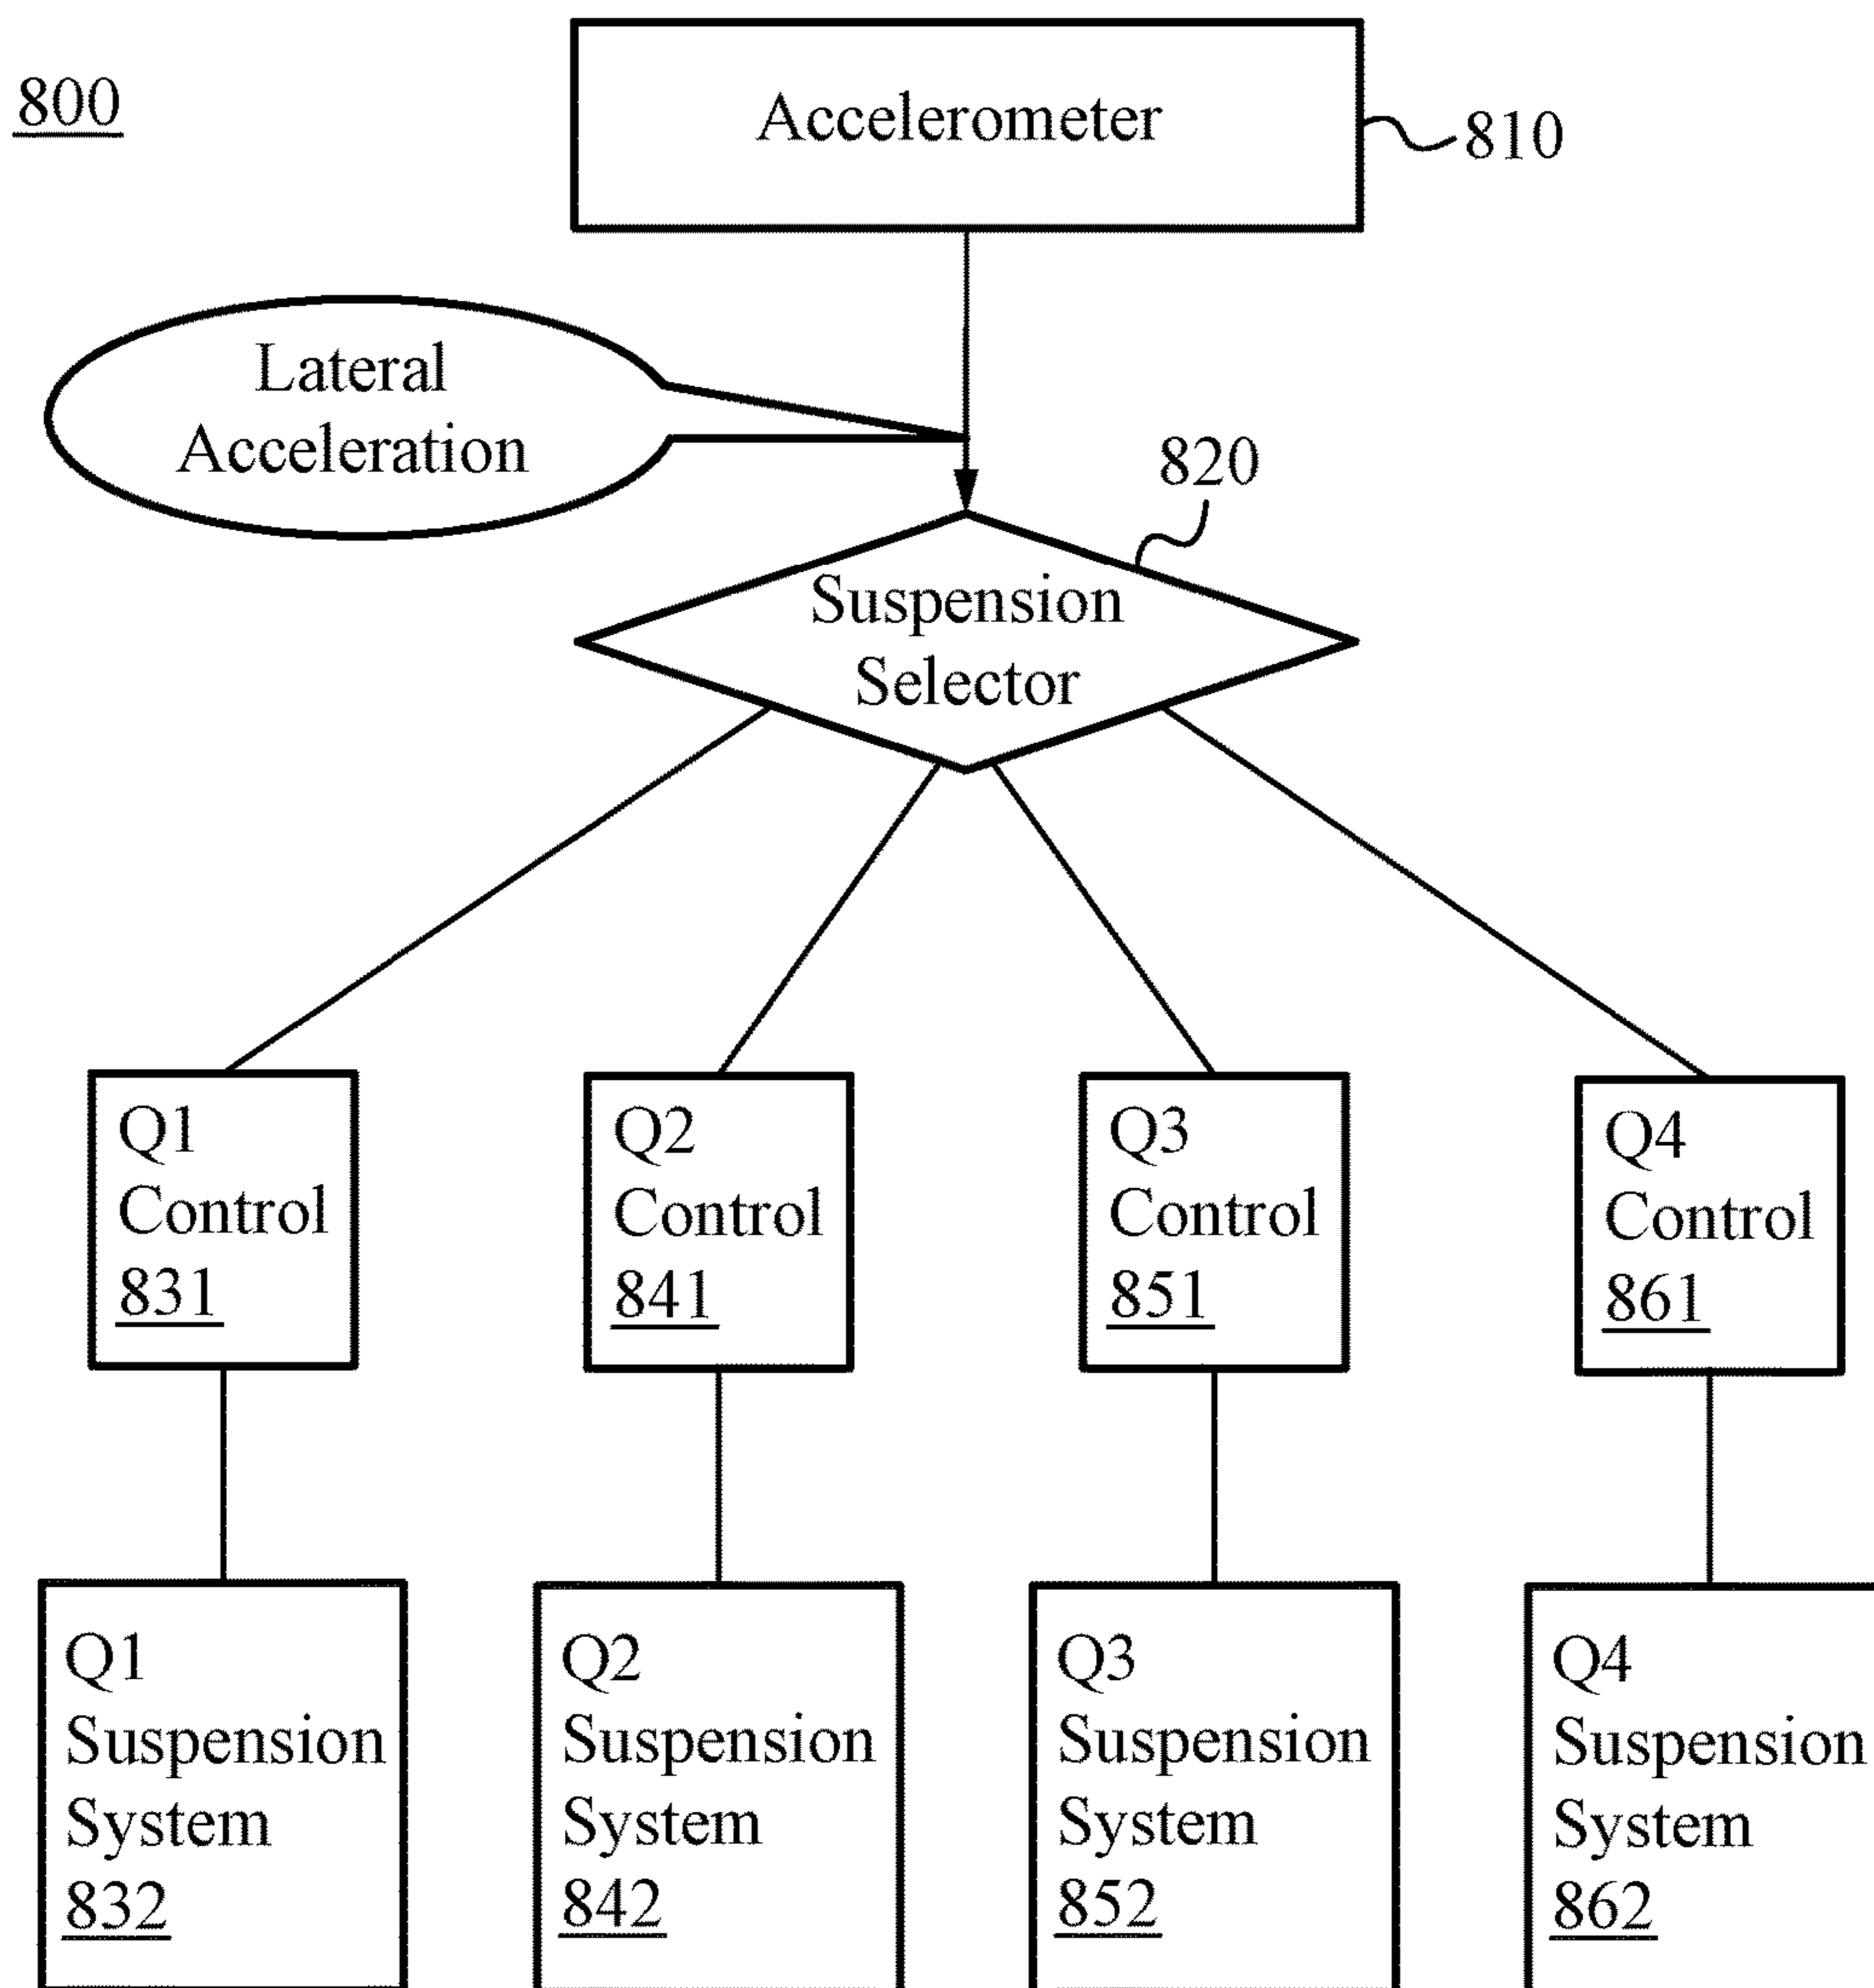 800
Accelerometer
810
Lateral
Acceleration
820
Suspension
Selector
Q1
Control
831
Q2
Control
841
Q3
Control
851
Q4
Control
861
Q1
Suspension
System
832
Q2
Suspension
System
842
Q3
Suspension
System
852
Q4
Suspension
System
862